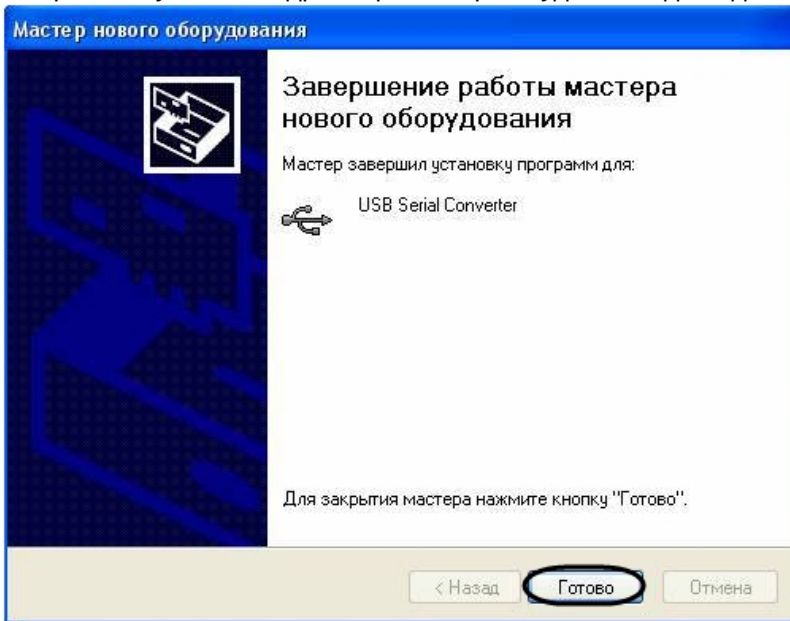 Мастер нового оборудования
Завершение работы мастера
нового оборудования
Мастер завершил установку программ для:
USB Serial Converter
Для закрытия мастера нажмите кнопку "Готово".
< Назад Готово Отмена